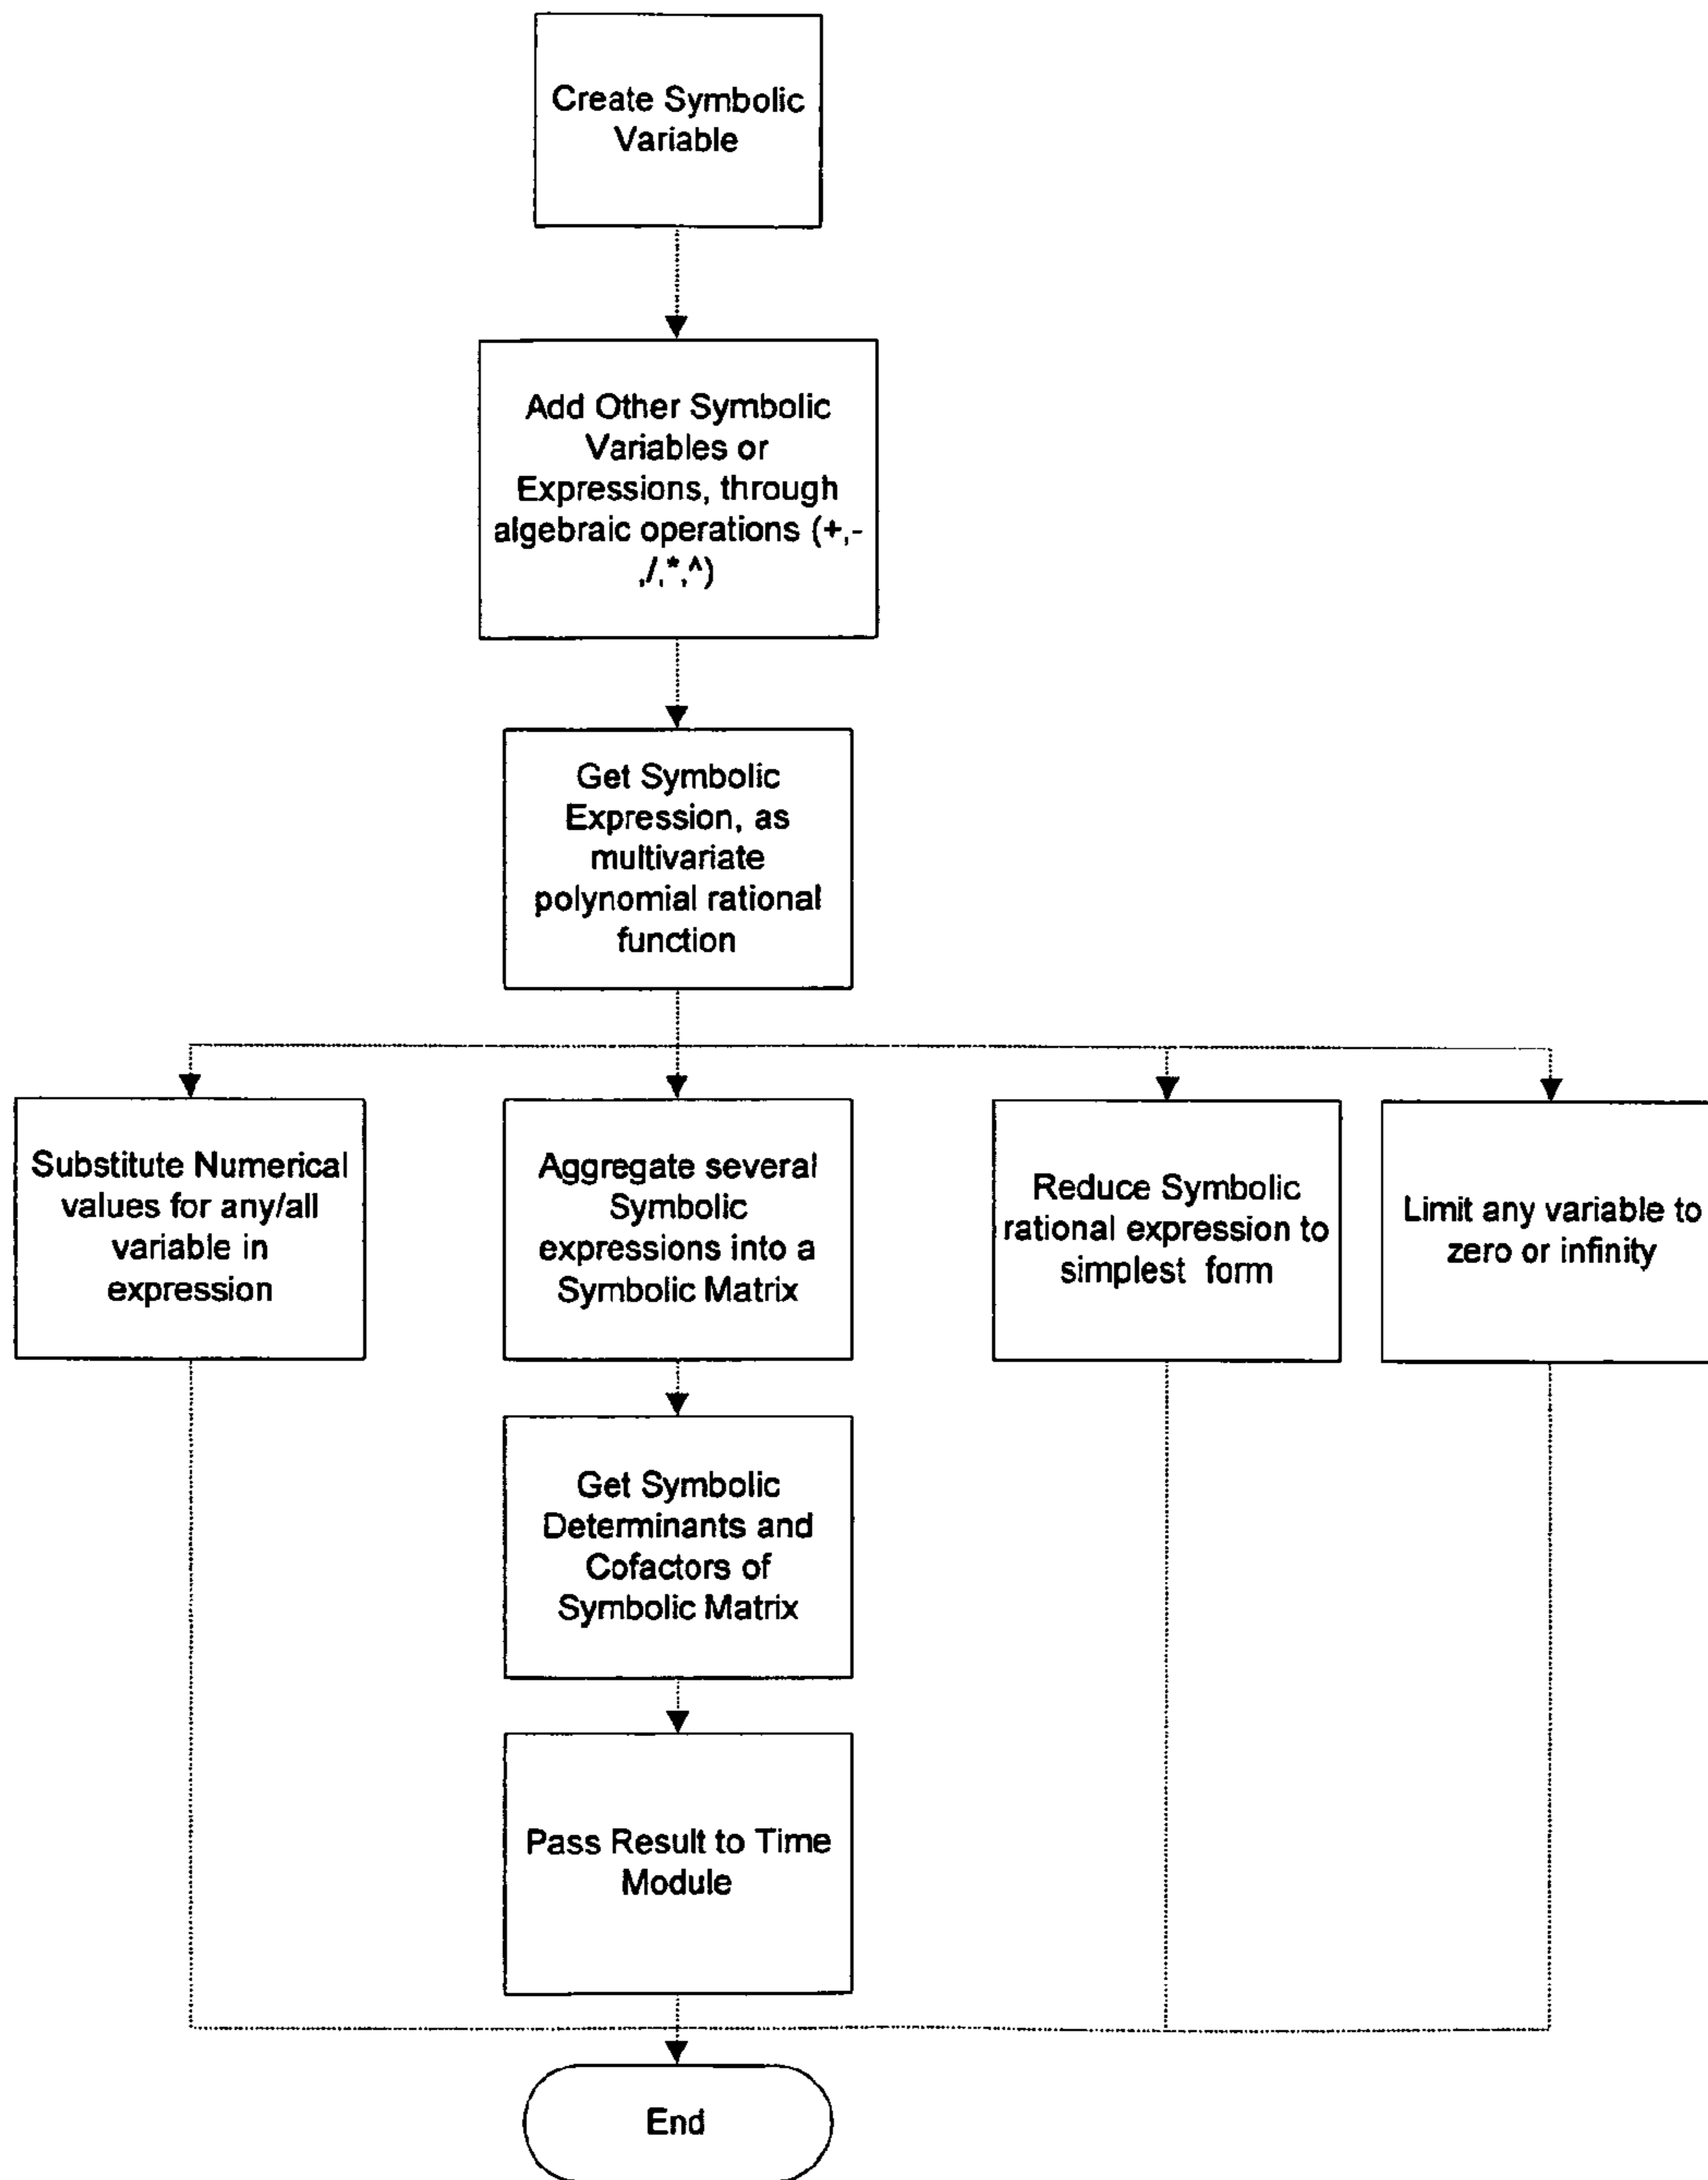 Create Symbolic
Variable
Add Other Symbolic
Variables or
Expressions, through
algebraic operations (+,-
,/,*,^)
Get Symbolic
Expression, as
multivariate
polynomial rational
function
Substitute Numerical
values for any/all
variable in
expression
Aggregate several
Symbolic
expressions into a
Symbolic Matrix
Reduce Symbolic
rational expression to
simplest form
Limit any variable to
zero or infinity
Get Symbolic
Determinants and
Cofactors of
Symbolic Matrix
Pass Result to Time
Module
End